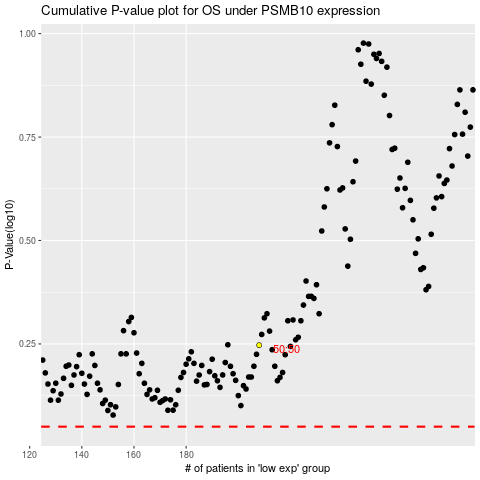 Cumulative P-value plot for OS under PSMB10 expression
P-Value(log10)
1.00
0.75
0.50
0.25
50:50
120 140 160 180
# of patients in 'low exp' group